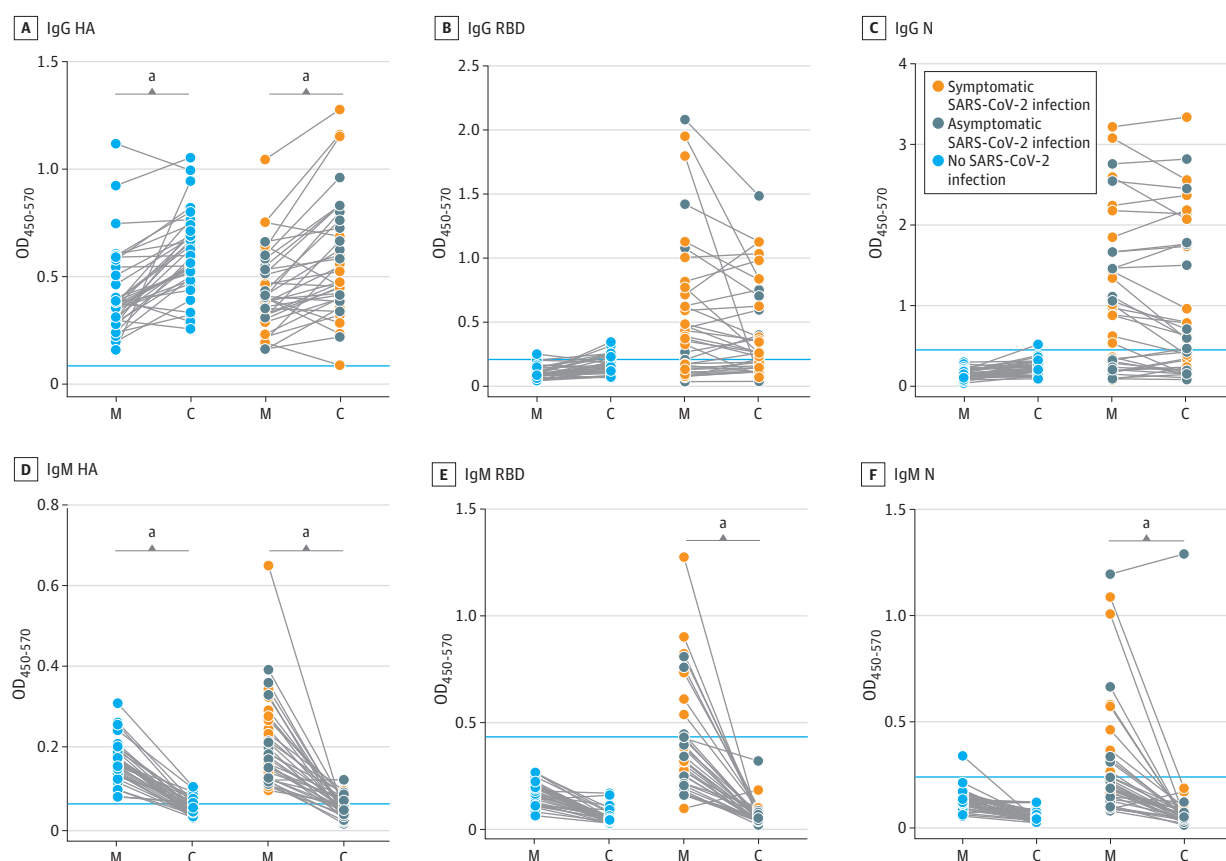 A IgG HA
1.5
1.0
0.5
0
OD450-570
a
a
M C M C
B IgG RBD
2.5
2.0
1.5
1.0
0.5
0
OD450-570
M C M C
C IgG N
4
3
2
1
0
OD450-570
Symptomatic
SARS-CoV-2 infection
Asymptomatic
SARS-CoV-2 infection
No SARS-CoV-2
infection
M C M C
D IgM HA
0.8
0.6
0.4
0.2
0
OD450-570
a
a
M C M C
E IgM RBD
1.5
1.0
0.5
0
OD450-570
a
M C M C
F IgM N
1.5
1.0
0.5
0
OD450-570
a
M C M C